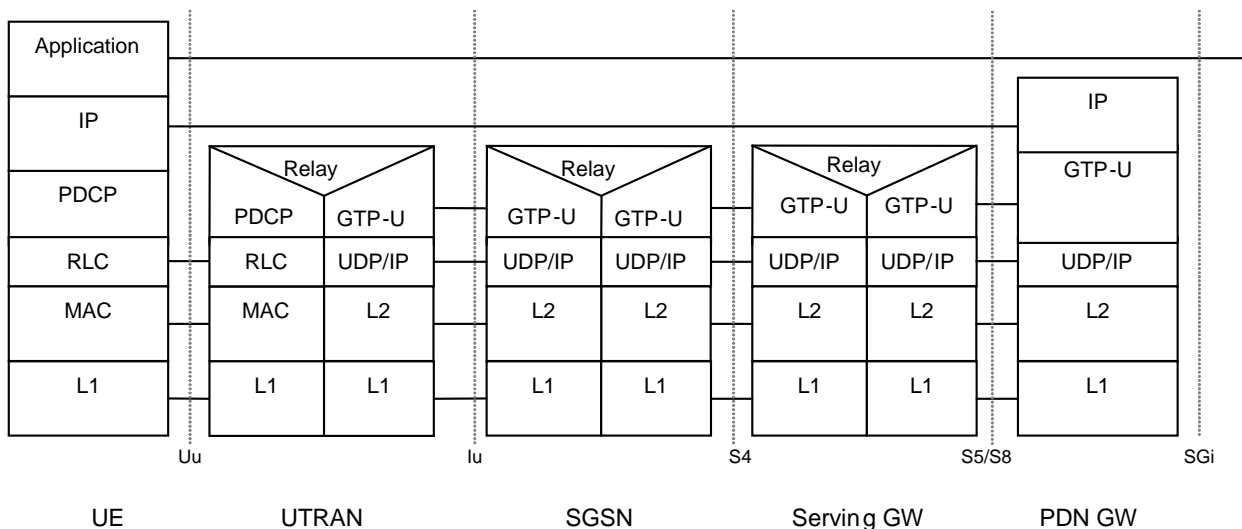 Application
IP
IP
Relay
Relay
Relay
PDCP
GTP-U
PDCP
GTP-U
GTP-U
GTP-U
GTP-U
GTP-U
RLC
RLC
UDP/IP
UDP/IP
UDP/IP
UDP/IP
UDP/IP
UDP/IP
MAC
MAC
L2
L2
L2
L2
L2
L2
L1
L1
L1
L1
L1
L1
L1
L1
Uu
Iu
S4
S5/S8
SGi
UE
UTRAN
SGSN
Serving GW
PDN GW